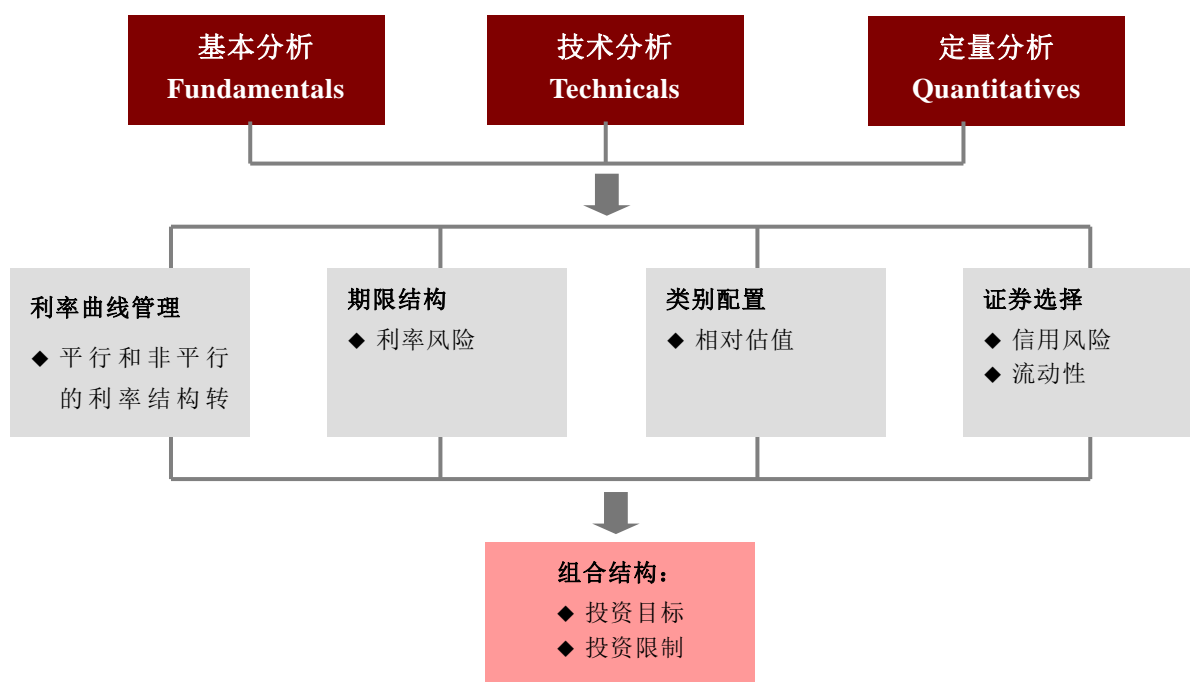 基本分析
Fundamentals
技术分析
Technicals
定量分析
Quantitatives
利率曲线管理
◆ 平行和非平行
的利率结构转
期限结构
◆ 利率风险
类别配置
◆ 相对估值
证券选择
◆ 信用风险
◆ 流动性
组合结构：
◆ 投资目标
◆ 投资限制